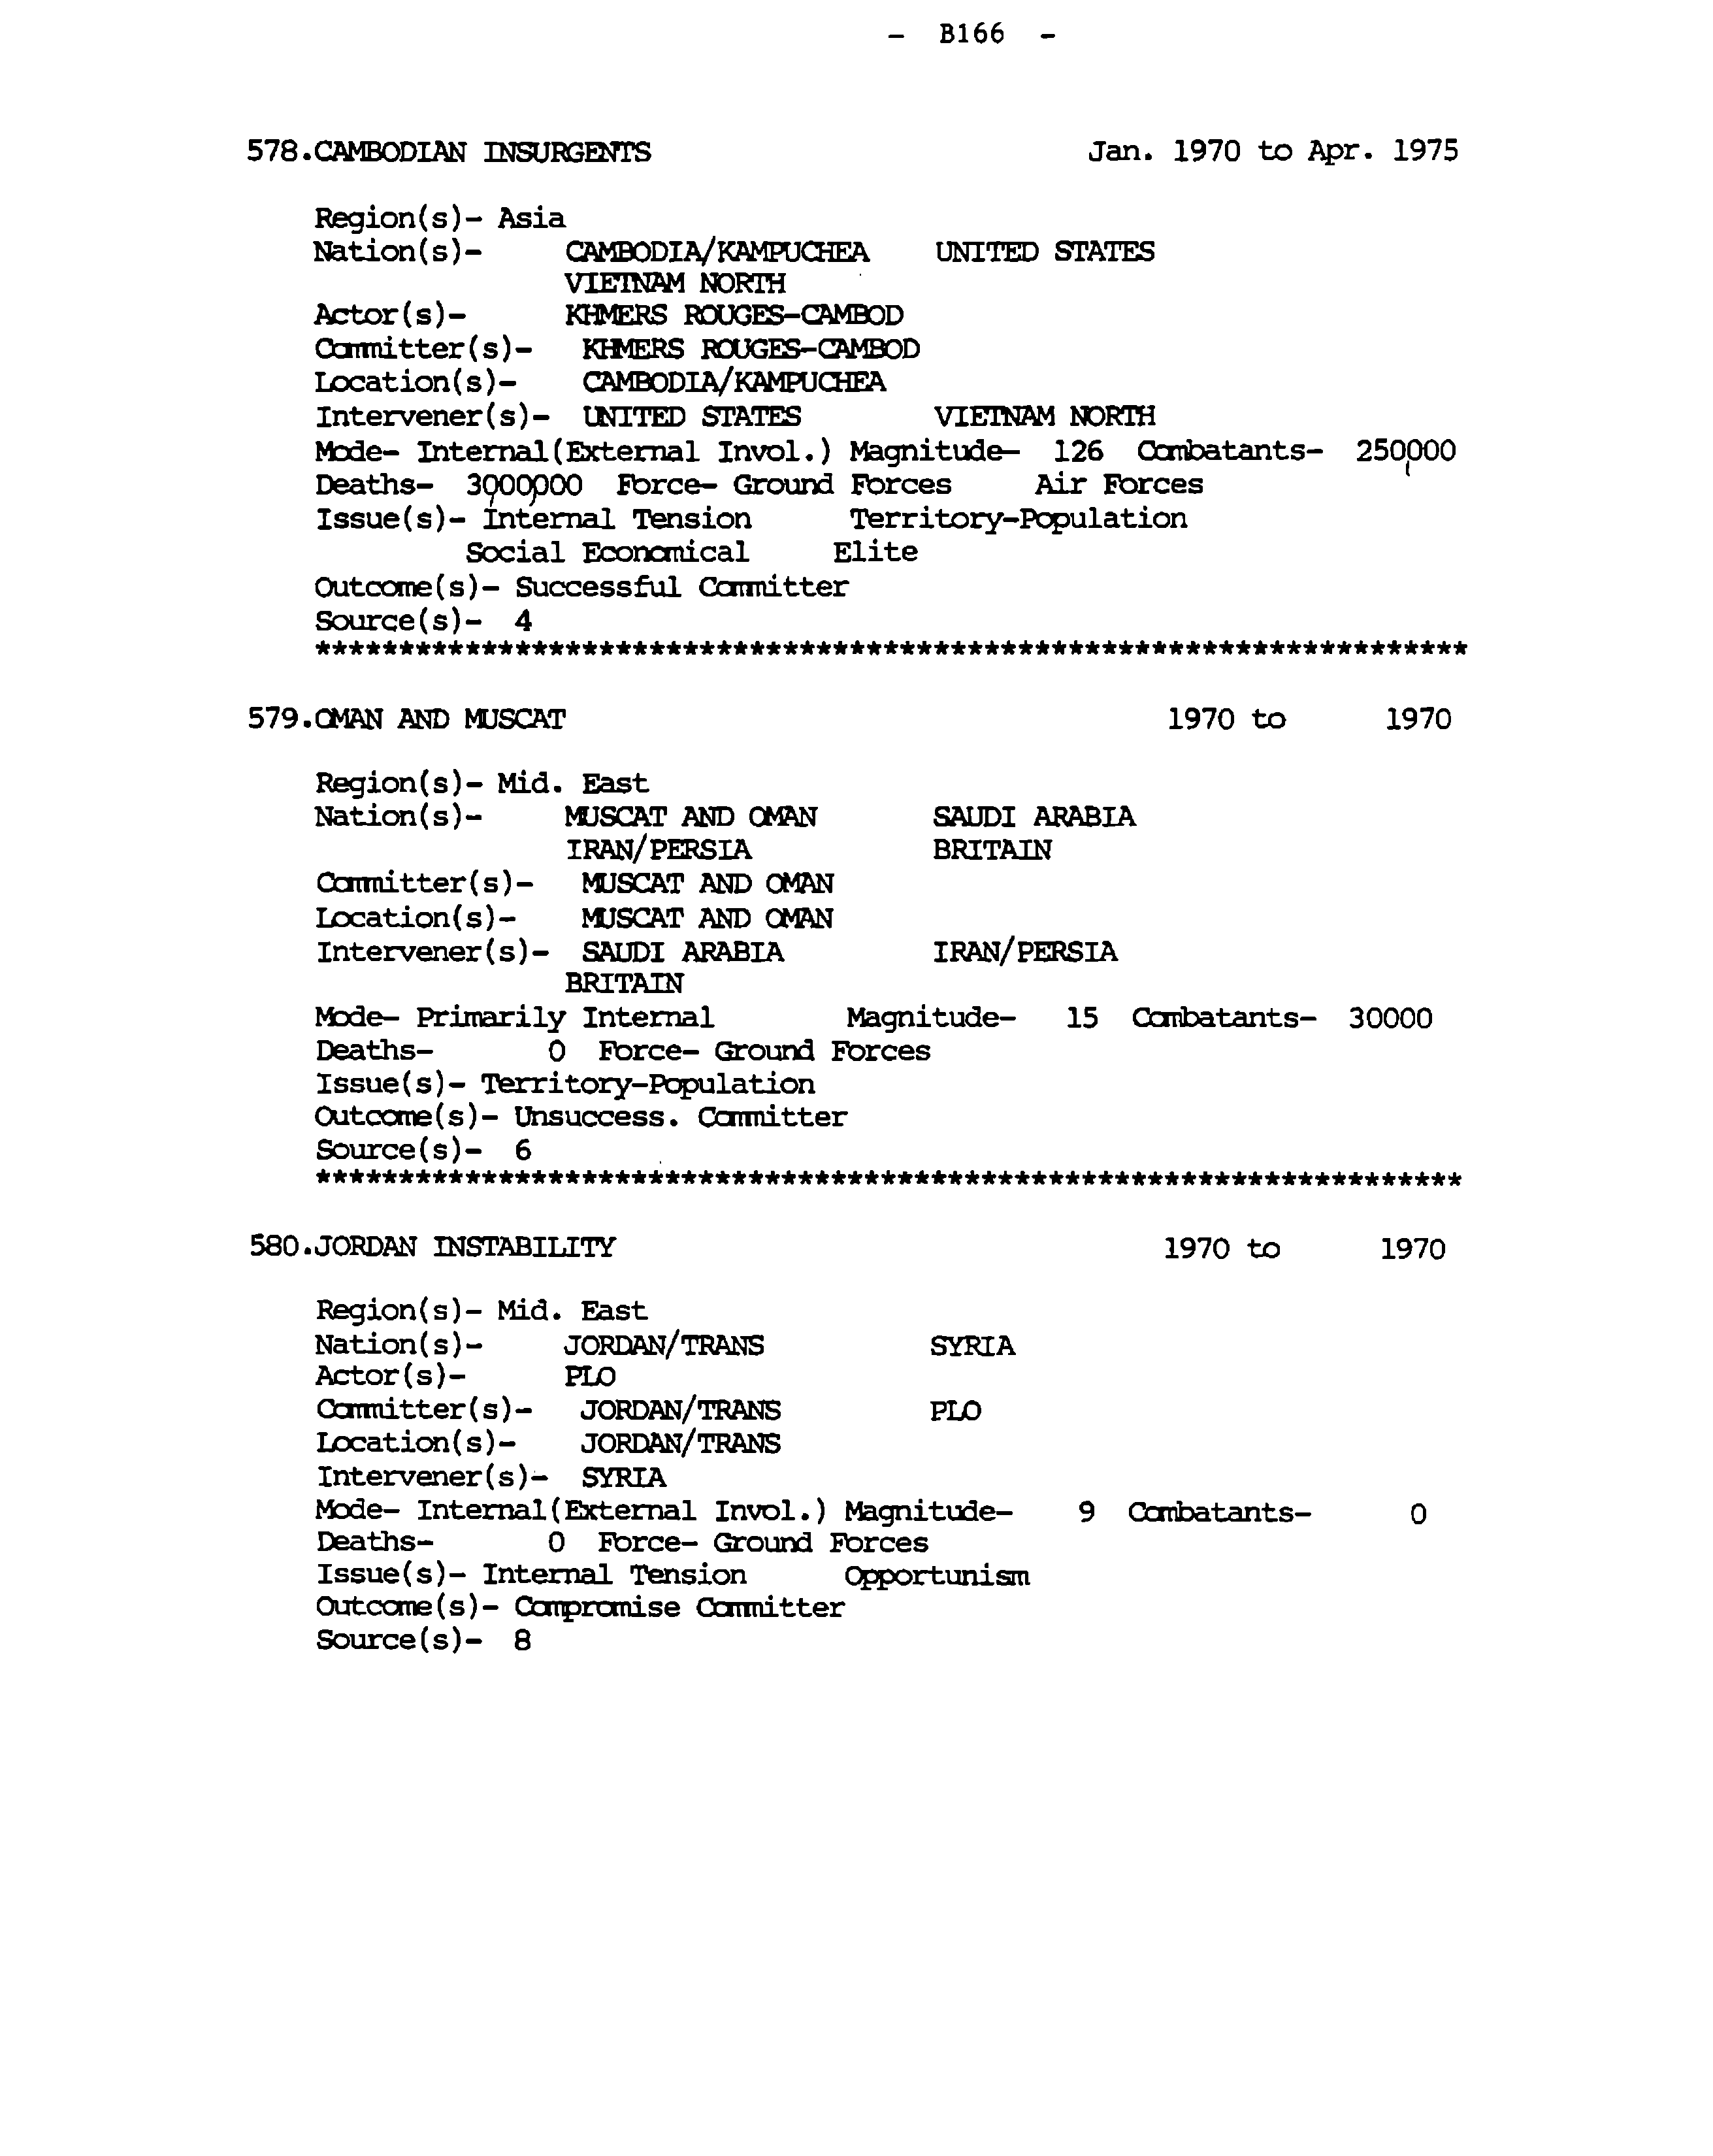 - B166 -
578.CAMBODIAN INSURGENTS Jan. 1970 to Apr. 1975
Region(s)- Asia
Nation(s)- CAMBODIA/KAMPUCHEA UNITED STATES
VIETNAM NORTH
Actor(s)- KHMERS ROUGES-CAMBOD
Committer(s)- KHMERS ROUGES-CAMBOD
Location(s)- CAMBODIA/KAMPUCHEA
Intervener(s)- UNITED STATES VIETNAM NORTH
Mode- Internal(External Invol.) Magnitude- 126 Combatants- 250,000
Deaths- 3,000,000 Force- Ground Forces Air Forces
Issue(s)- Internal Tension Territory-Population
Social Economical Elite
Outcome(s)- Successful Committer
Source(s)- 4
*********************************************************************
579.OMAN AND MUSCAT 1970 to 1970
Region(s)- Mid. East
Nation(s)- MUSCAT AND OMAN SAUDI ARABIA
IRAN/PERSIA BRITAIN
Committer(s)- MUSCAT AND OMAN
Location(s)- MUSCAT AND OMAN
Intervener(s)- SAUDI ARABIA IRAN/PERSIA
BRITAIN
Mode- Primarily Internal Magnitude- 15 Combatants- 30000
Deaths- 0 Force- Ground Forces
Issue(s)- Territory-Population
Outcome(s)- Unsuccess. Committer
Source(s)- 6
*********************************************************************
580.JORDAN INSTABILITY 1970 to 1970
Region(s)- Mid. East
Nation(s)- JORDAN/TRANS SYRIA
Actor(s)- PLO
Committer(s)- JORDAN/TRANS PLO
Location(s)- JORDAN/TRANS
Intervener(s)- SYRIA
Mode- Internal(External Invol.) Magnitude- 9 Combatants- 0
Deaths- 0 Force- Ground Forces
Issue(s)- Internal Tension Opportunism
Outcome(s)- Compromise Committer
Source(s)- 8